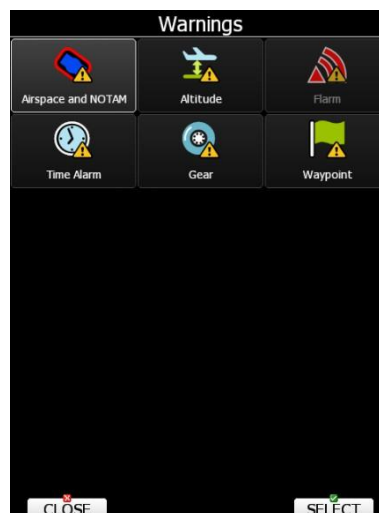 Warnings
Airspace and NOTAM Altitude Flarm
Time Alarm Gear Waypoint
CLOSE SELECT